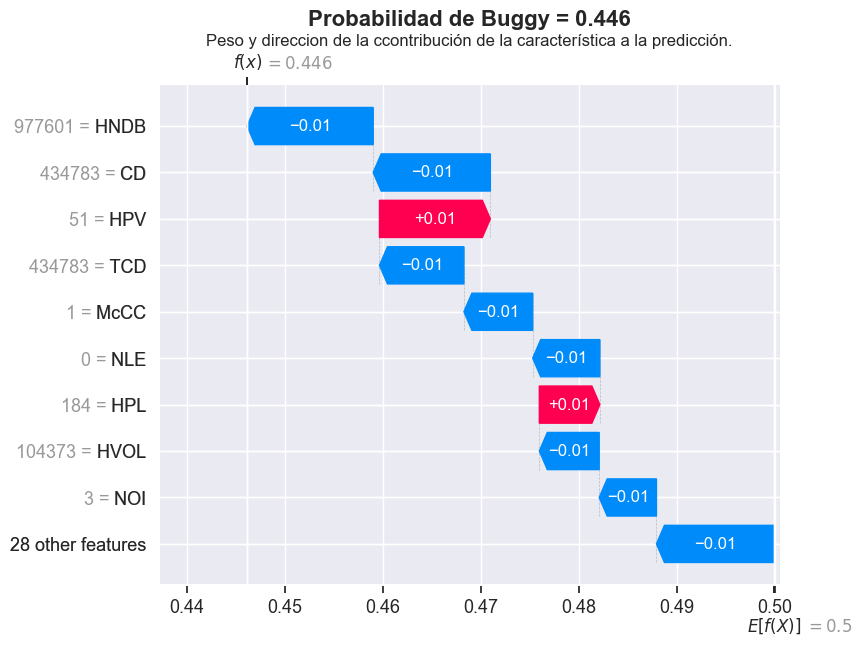 Probabilidad de Buggy = 0.446
Peso y direccion de la ccontribución de la característica a la predicción.
f(x) = 0.446
977601 = HNDB −0.01
434783 = CD −0.01
51 = HPV +0.01
434783 = TCD −0.01
1 = McCC −0.01
0 = NLE −0.01
184 = HPL +0.01
104373 = HVOL −0.01
3 = NOI −0.01
28 other features −0.01
0.44 0.45 0.46 0.47 0.48 0.49 0.50
E[f(X)] = 0.5